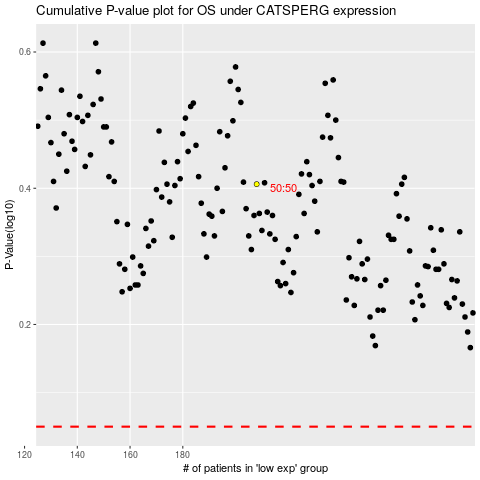 Cumulative P-value plot for OS under CATSPERG expression
0.6
0.4
0.2
P-Value(log10)
50:50
120 130 140 160 180
# of patients in 'low exp' group